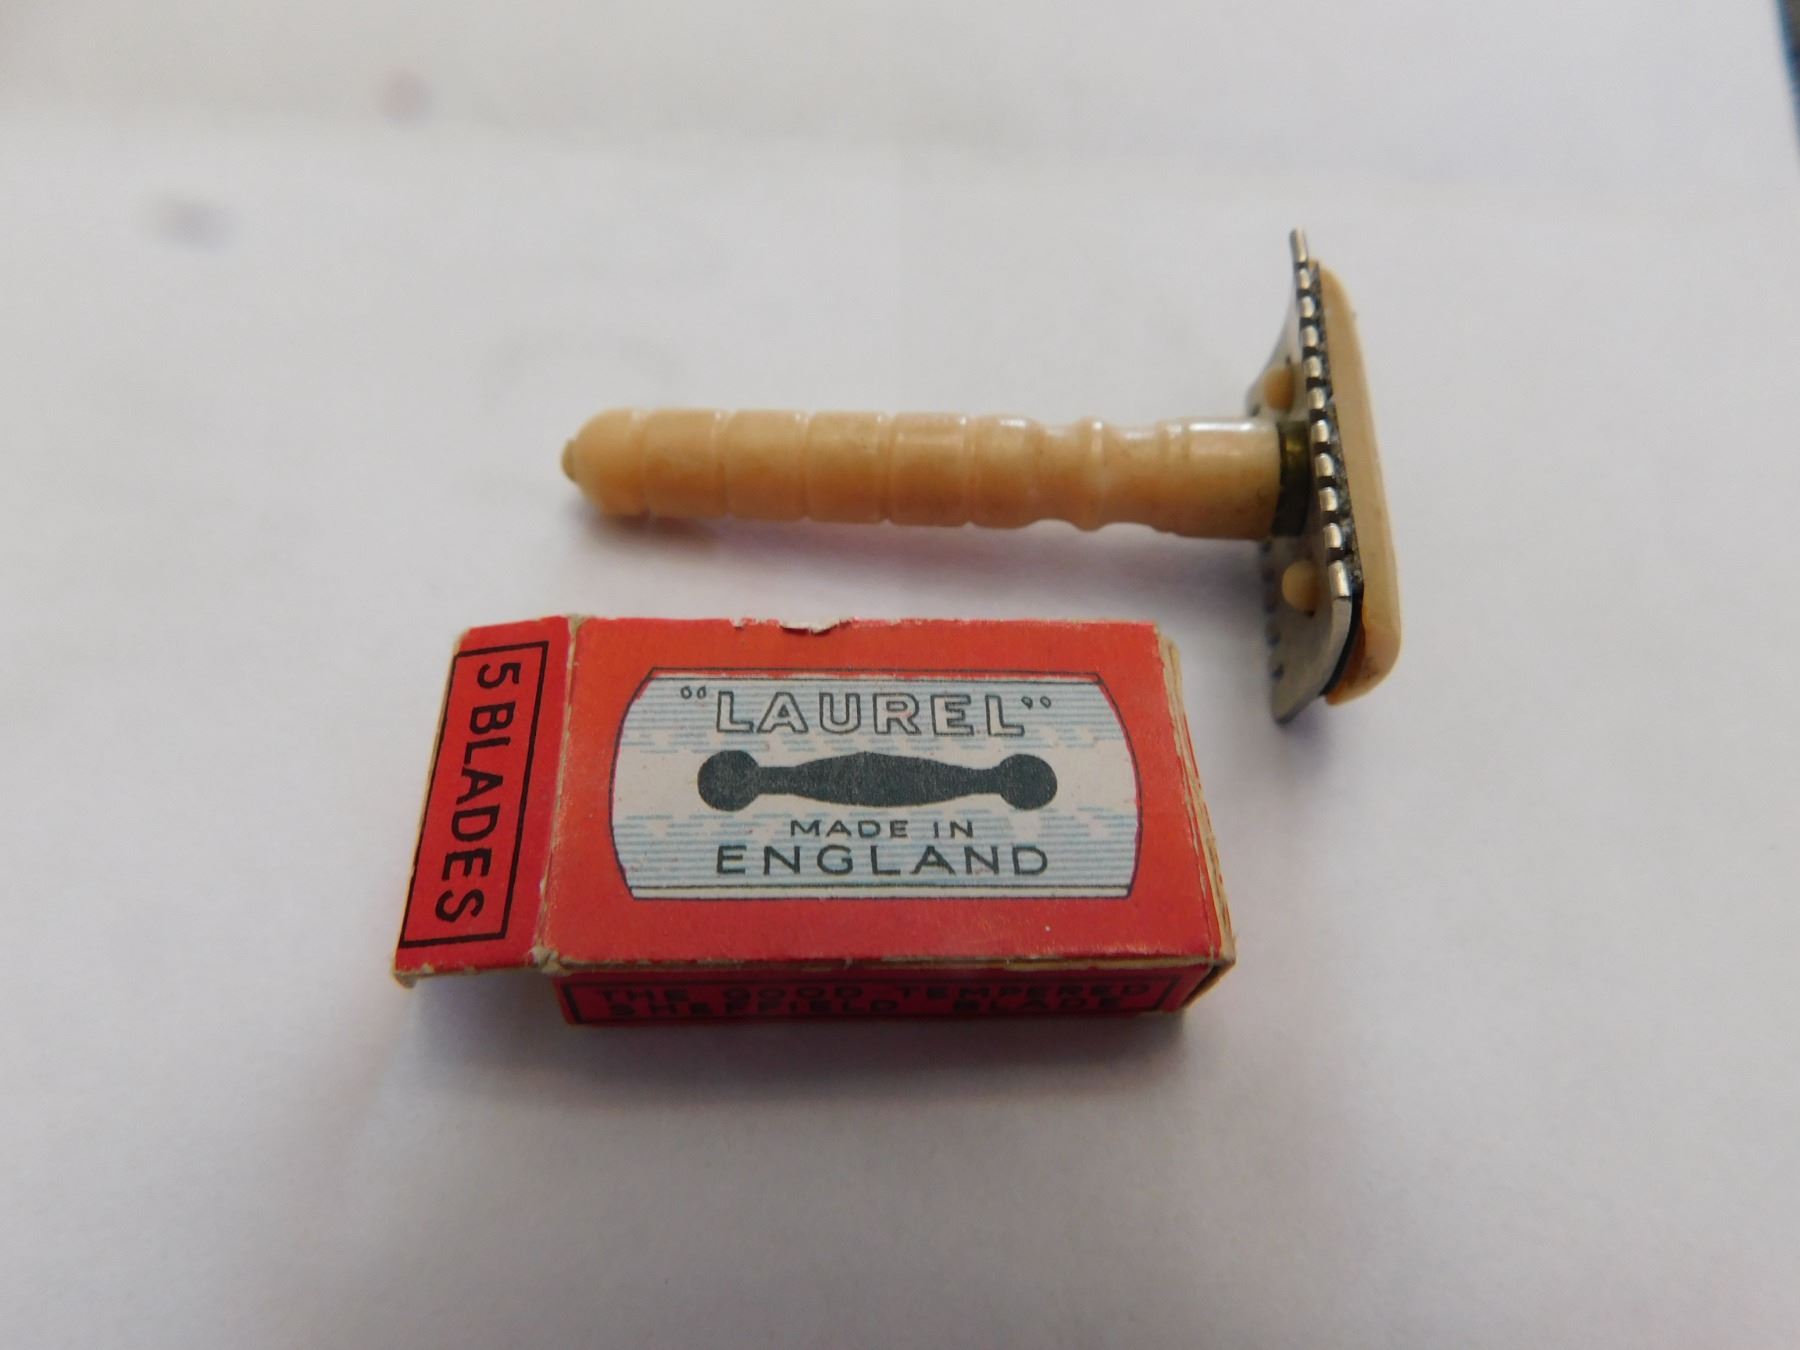 5 BLADES
"LAUREL"
MADE IN
ENGLAND
THE GOOD-TEMPERED
SHEFFIELD BLADE